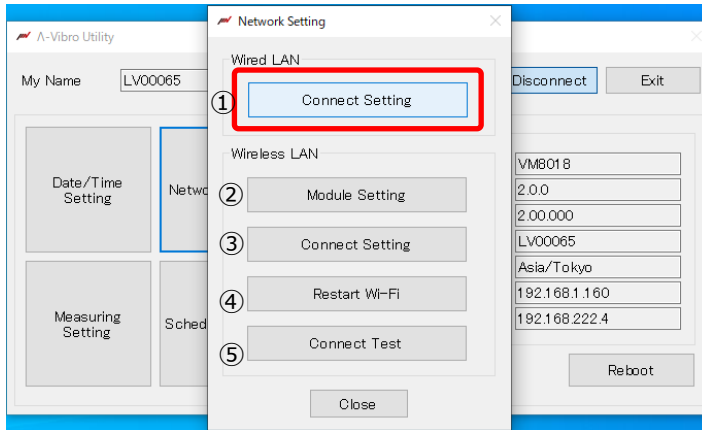 Network Setting
Λ-Vibro Utility
My Name LV00065 Disconnect Exit
Wired LAN
① Connect Setting
Wireless LAN
② Module Setting
③ Connect Setting
④ Restart Wi-Fi
⑤ Connect Test
Close
Date/Time
Setting
Measuring
Setting
VM8018
2.0.0
2.00.000
LV00065
Asia/Tokyo
192.168.1.160
192.168.222.4
Reboot